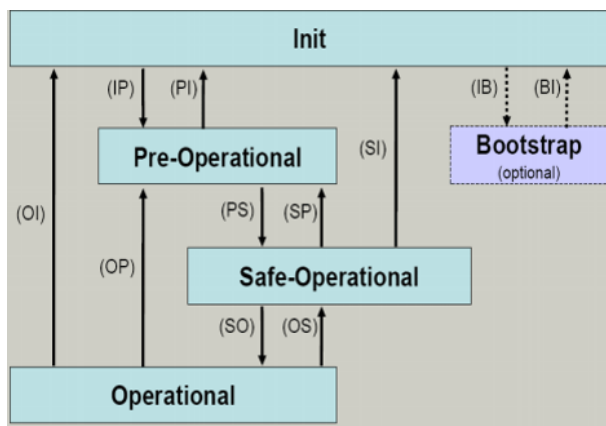 Init
(IP)
(PI)
(IB)
(BI)
Pre-Operational
(SI)
Bootstrap
(optional)
(OI)
(PS)
(SP)
(OP)
Safe-Operational
(SO)
(OS)
Operational